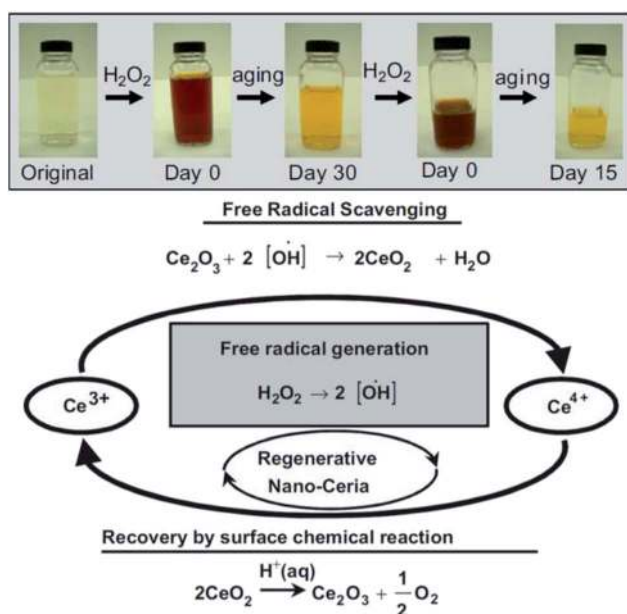 H₂O₂ aging H₂O₂ aging
Original Day 0 Day 30 Day 0 Day 15
Free Radical Scavenging
Ce₂O₃ + 2 [ȮH] → 2CeO₂ + H₂O
Free radical generation
H₂O₂ → 2 [ȮH]
Ce³⁺
Ce⁴⁺
Regenerative
Nano-Ceria
Recovery by surface chemical reaction
H⁺(aq)
2CeO₂ → Ce₂O₃ + 1/2 O₂